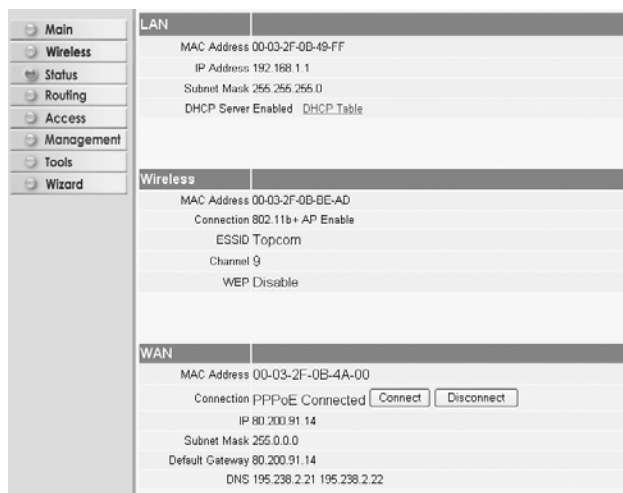 Main
Wireless
Status
Routing
Access
Management
Tools
Wizard
LAN
MAC Address 00-03-2F-0B-49-FF
IP Address 192.168.1.1
Subnet Mask 255.255.255.0
DHCP Server Enabled DHCP Table
Wireless
MAC Address 00-03-2F-0B-BE-AD
Connection 802.11b+ AP Enable
ESSID Topcom
Channel 9
WEP Disable
WAN
MAC Address 00-03-2F-0B-4A-00
Connection PPPoE Connected Connect Disconnect
IP 80.200.91.14
Subnet Mask 255.0.0.0
Default Gateway 80.200.91.14
DNS 195.238.2.21 195.238.2.22